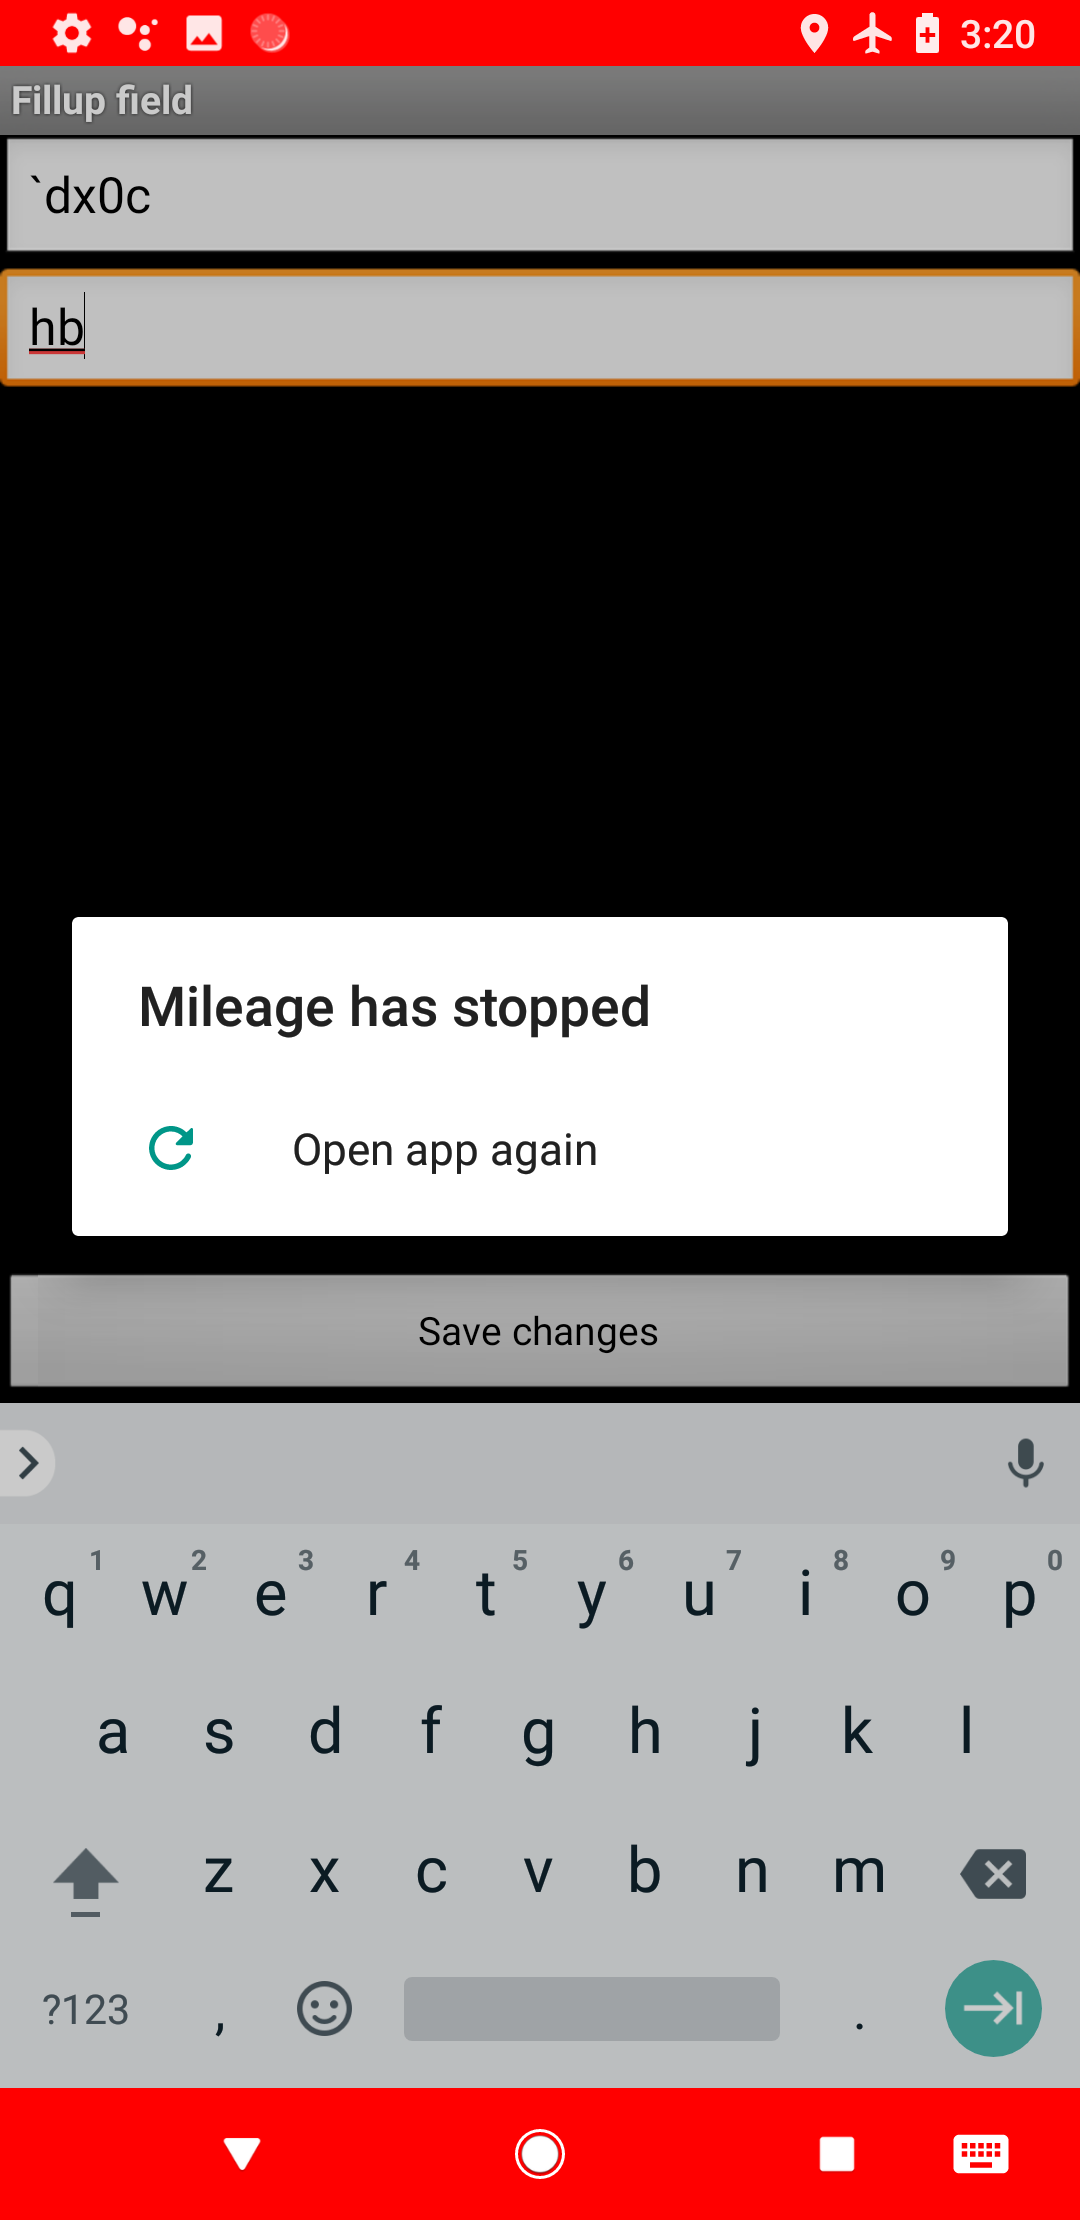 3:20
Fillup field
`dx0c
hb
Mileage has stopped
Open app again
Save changes
1 2 3 4 5 6 7 8 9 0
q w e r t y u i o p
a s d f g h j k l
z x c v b n m
?123 , .